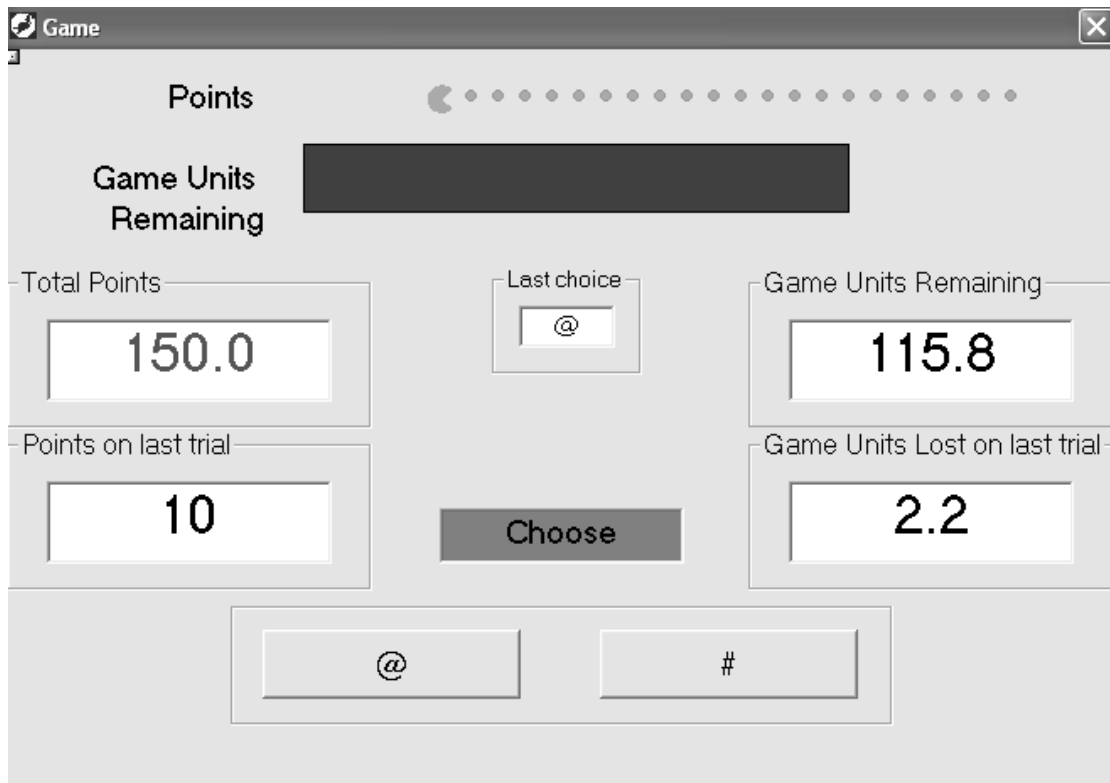 Game
Points
Game Units
Remaining
Total Points
150.0
Last choice
@
Game Units Remaining
115.8
Points on last trial
10
Choose
Game Units Lost on last trial
2.2
@
#